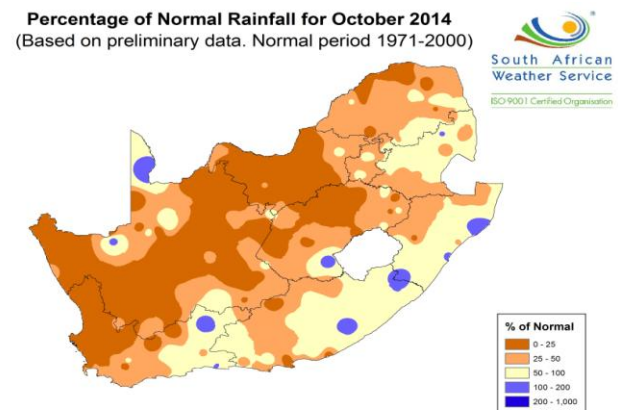 Percentage of Normal Rainfall for October 2014
(Based on preliminary data. Normal period 1971-2000)
South African
Weather Service
ISO 9001 Certified Organisation
% of Normal
0 - 25
25 - 50
50 - 100
100 - 200
200 - 1,000